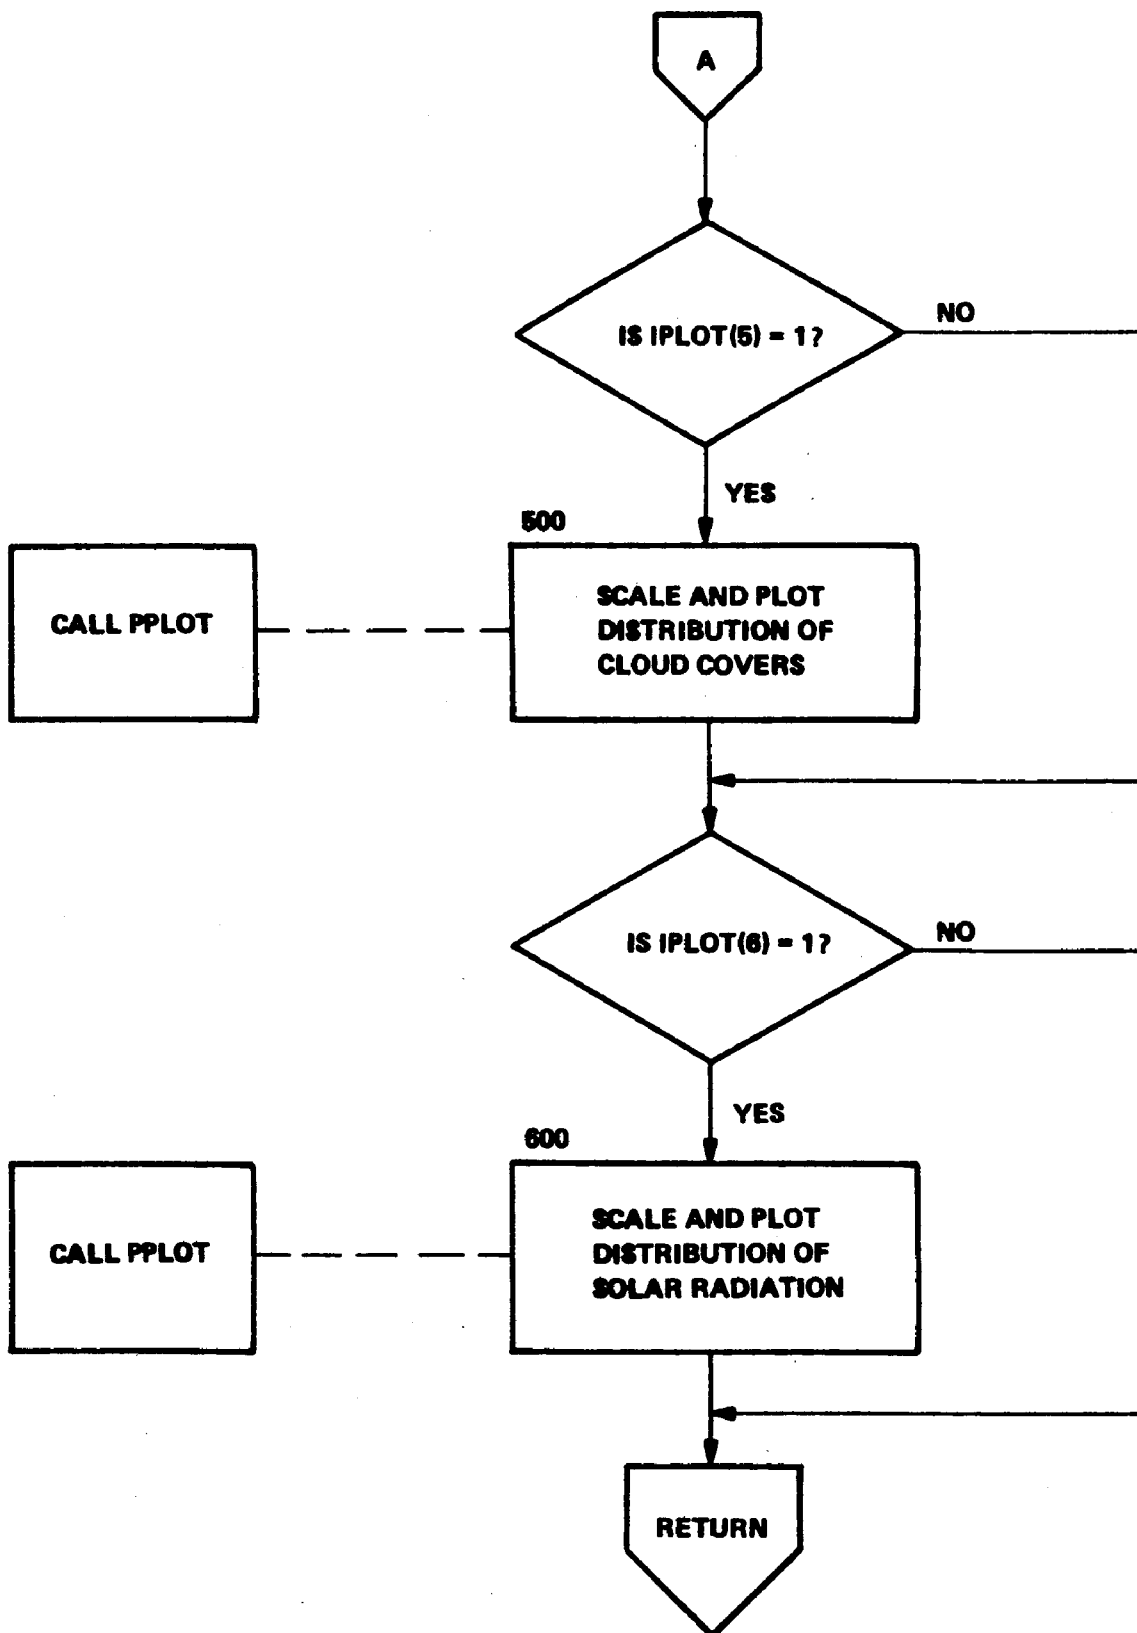 A
IS IPLOT(5) = 1?
NO
YES
500
CALL PPLOT
SCALE AND PLOT
DISTRIBUTION OF
CLOUD COVERS
IS IPLOT(6) = 1?
NO
YES
600
CALL PPLOT
SCALE AND PLOT
DISTRIBUTION OF
SOLAR RADIATION
RETURN